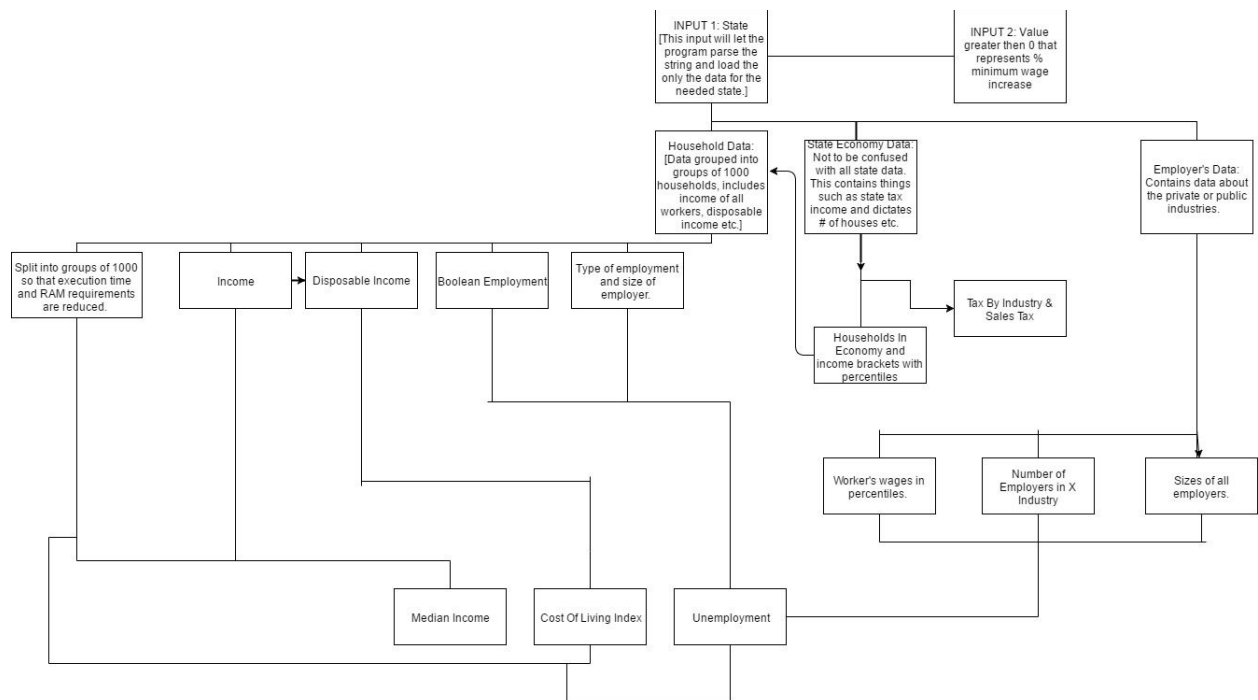 INPUT 1: State
[This input will let the
program parse the
string and load the
only the data for the
needed state.]
INPUT 2: Value
greater then 0 that
represents %
minimum wage
increase
Household Data:
[Data grouped into
groups of 1000
households, includes
income of all
workers, disposable
income etc.]
State Economy Data:
Not to be confused
with all state data.
This contains things
such as state tax
income and dictates
# of houses etc.
Employer's Data:
Contains data about
the private or public
industries.
Split into groups of 1000
so that execution time
and RAM requirements
are reduced.
Income
Disposable Income
Boolean Employment
Type of employment
and size of
employer.
Tax By Industry &
Sales Tax
Households In
Economy and
income brackets with
percentiles
Worker's wages in
percentiles.
Number of
Employers in X
Industry
Sizes of all
employers.
Median Income
Cost Of Living Index
Unemployment